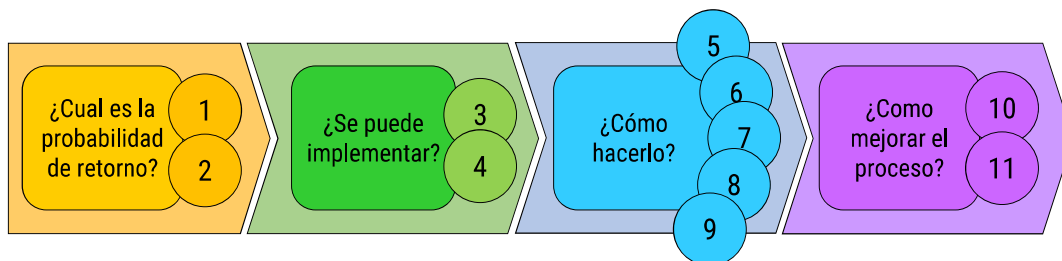 ¿Cual es la
probabilidad
de retorno?
1
2
¿Se puede
implementar?
3
4
¿Cómo
hacerlo?
5
6
7
8
9
¿Como
mejorar el
proceso?
10
11